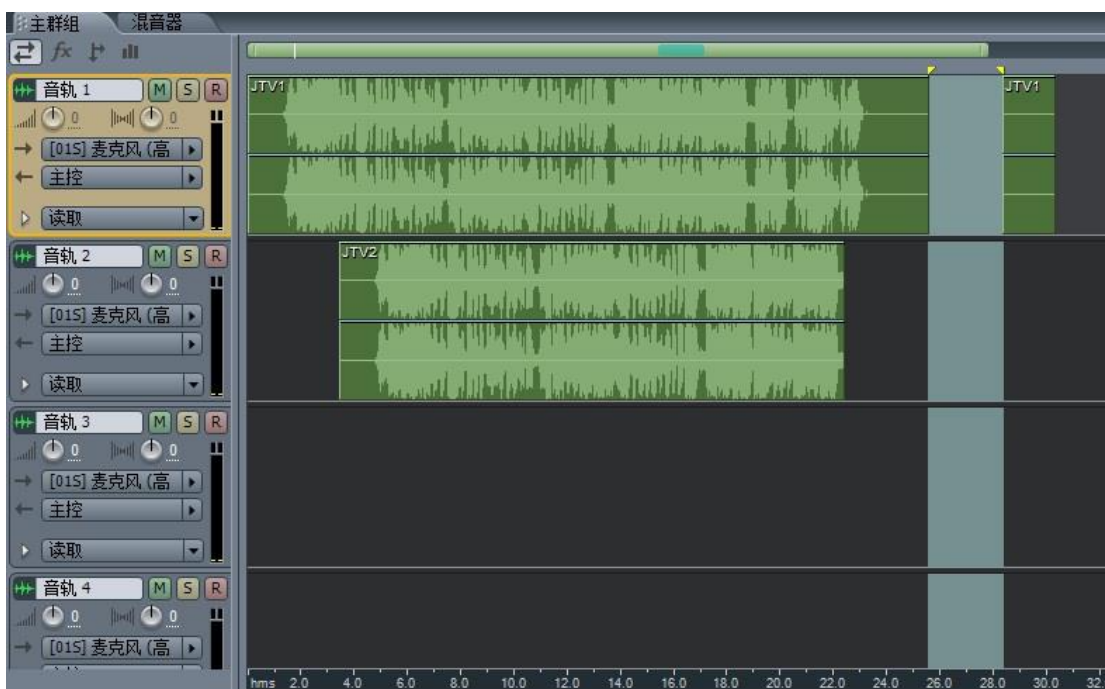 主群组 混音器
fx
音轨 1 M S R
0 0
[01S] 麦克风 (高
主控
读取
JTV1
JTV1
音轨 2 M S R
0 0
[01S] 麦克风 (高
主控
读取
JTV2
音轨 3 M S R
0 0
[01S] 麦克风 (高
主控
读取
音轨 4 M S R
0 0
[01S] 麦克风 (高
hms 2.0 4.0 6.0 8.0 10.0 12.0 14.0 16.0 18.0 20.0 22.0 24.0 26.0 28.0 30.0 32